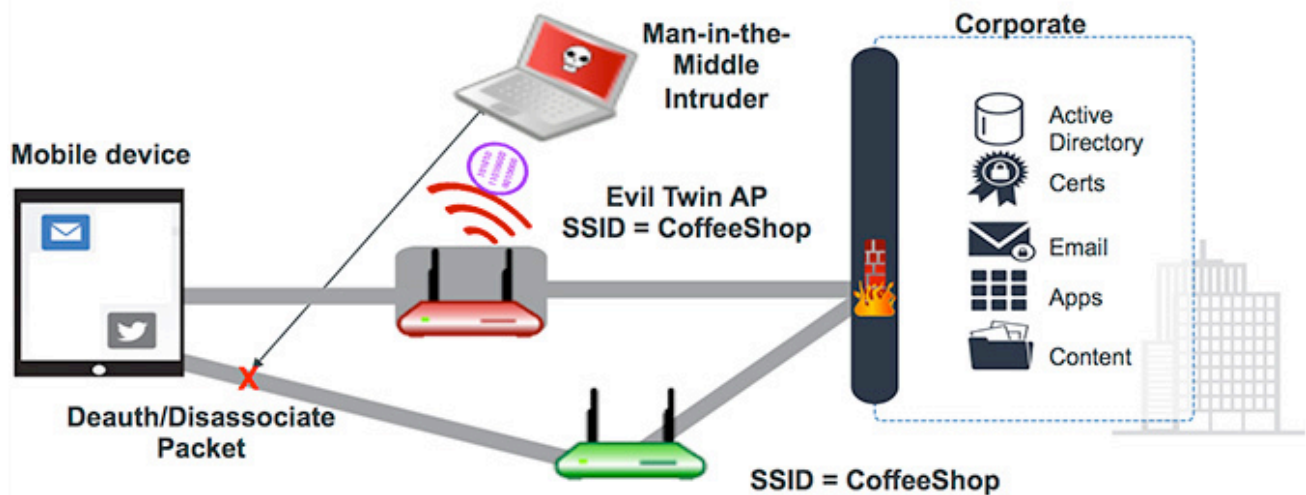 Corporate
Man-in-the-
Middle
Intruder
Active
Directory
Mobile device
Certs
Evil Twin AP
SSID = CoffeeShop
Email
Apps
Content
Deauth/Disassociate
Packet
SSID = CoffeeShop